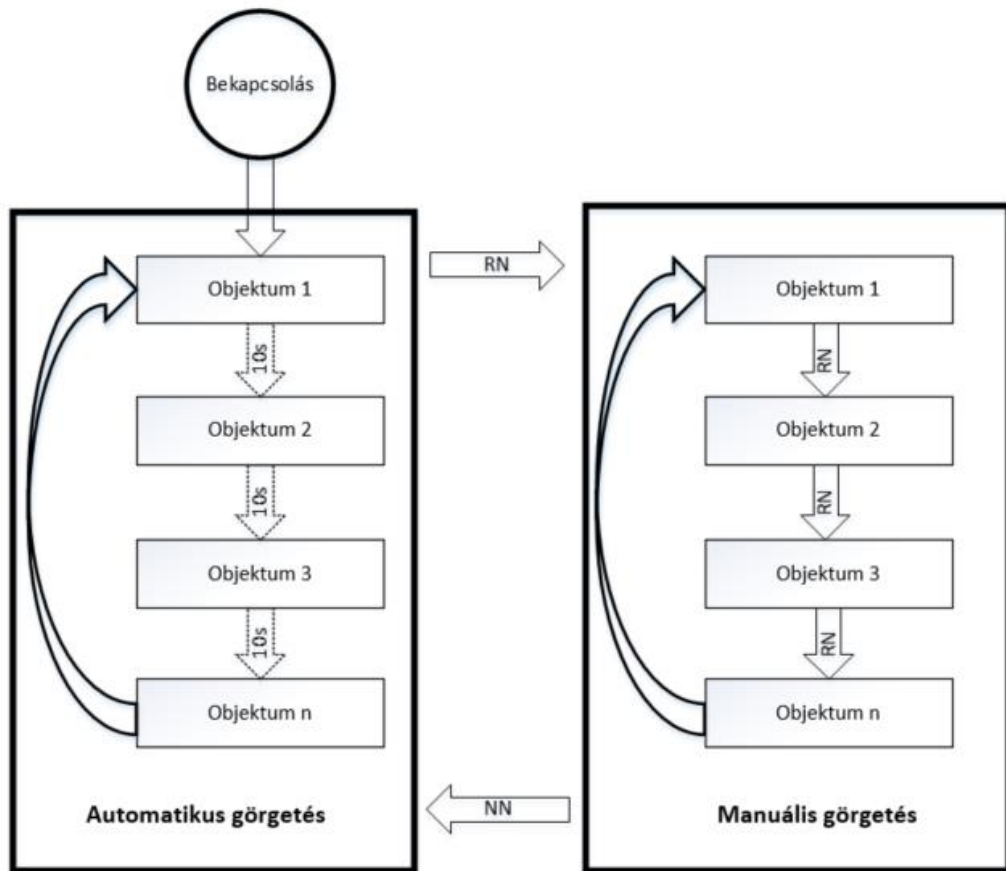 Bekapcsolás
Objektum 1
10s
Objektum 2
10s
Objektum 3
10s
Objektum n
Automatikus görgetés
RN
NN
Objektum 1
RN
Objektum 2
RN
Objektum 3
RN
Objektum n
Manuális görgetés